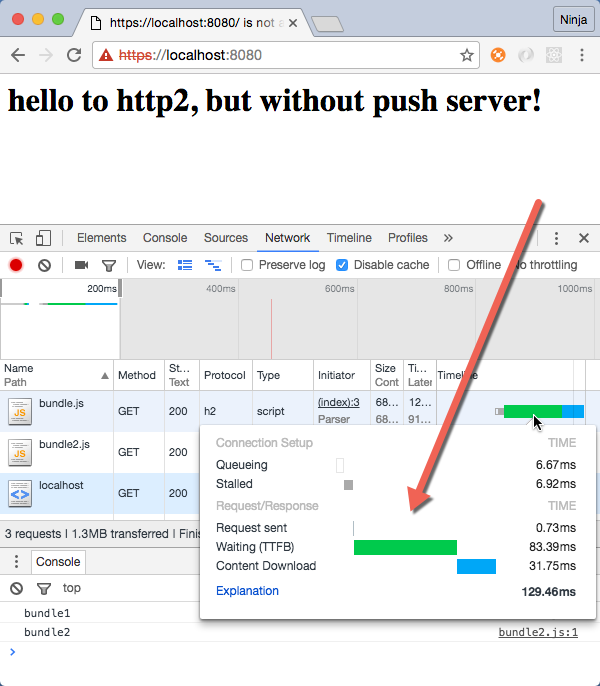 https://localhost:8080/ is not a
Ninja
https://localhost:8080
hello to http2, but without push server!
Elements Console Sources Network Timeline Profiles »
View: Preserve log Disable cache Offline No throttling
200ms 400ms 600ms 800ms 1000ms
Name Method St... Protocol Type Initiator Size Ti... Timeline
Path Text Cont Later
bundle.js GET 200 h2 script (index):3 68... 12...
Parser 68... 91...
bundle2.js GET 200
localhost GET 200
Connection Setup TIME
Queueing 6.67ms
Stalled 6.92ms
Request/Response TIME
Request sent 0.73ms
Waiting (TTFB) 83.39ms
Content Download 31.75ms
Explanation 129.46ms
3 requests | 1.3MB transferred | Finis
Console
top
bundle1
bundle2 bundle2.js:1